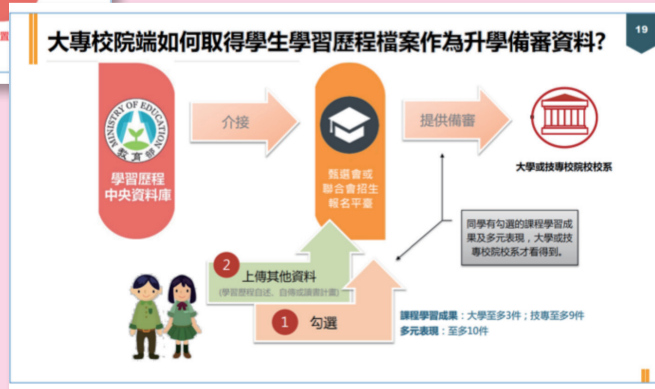 置
大專校院端如何取得學生學習歷程檔案作為升學備審資料?
19
MINISTRY OF EDUCATION
教育部
學習歷程
中央資料庫
介接
甄選會或
聯合會招生
報名平臺
提供備審
大學或技專校院校系
同學有勾選的課程學習成
果及多元表現，大學或技
專校院校系才看得到。
2
上傳其他資料
(學習歷程自述、自傳或讀書計畫)
1
勾選
課程學習成果：大學至多3件；技專至多9件
多元表現：至多10件